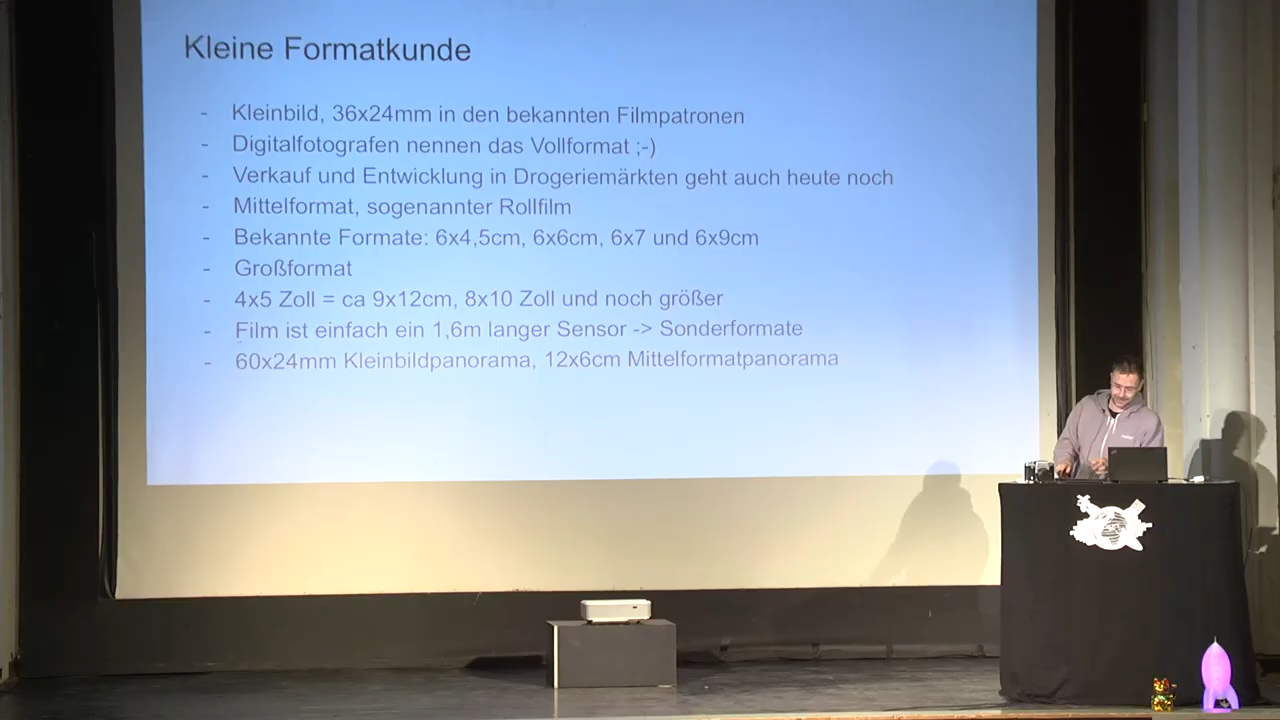 Kleine Formatkunde
- Kleinbild, 36x24mm in den bekannten Filmpatronen
- Digitalfotografen nennen das Vollformat ;-)
- Verkauf und Entwicklung in Drogeriemärkten geht auch heute noch
- Mittelformat, sogenannter Rollfilm
- Bekannte Formate: 6x4,5cm, 6x6cm, 6x7 und 6x9cm
- Großformat
- 4x5 Zoll = ca 9x12cm, 8x10 Zoll und noch größer
- Film ist einfach ein 1,6m langer Sensor -> Sonderformate
- 60x24mm Kleinbildpanorama, 12x6cm Mittelformatpanorama